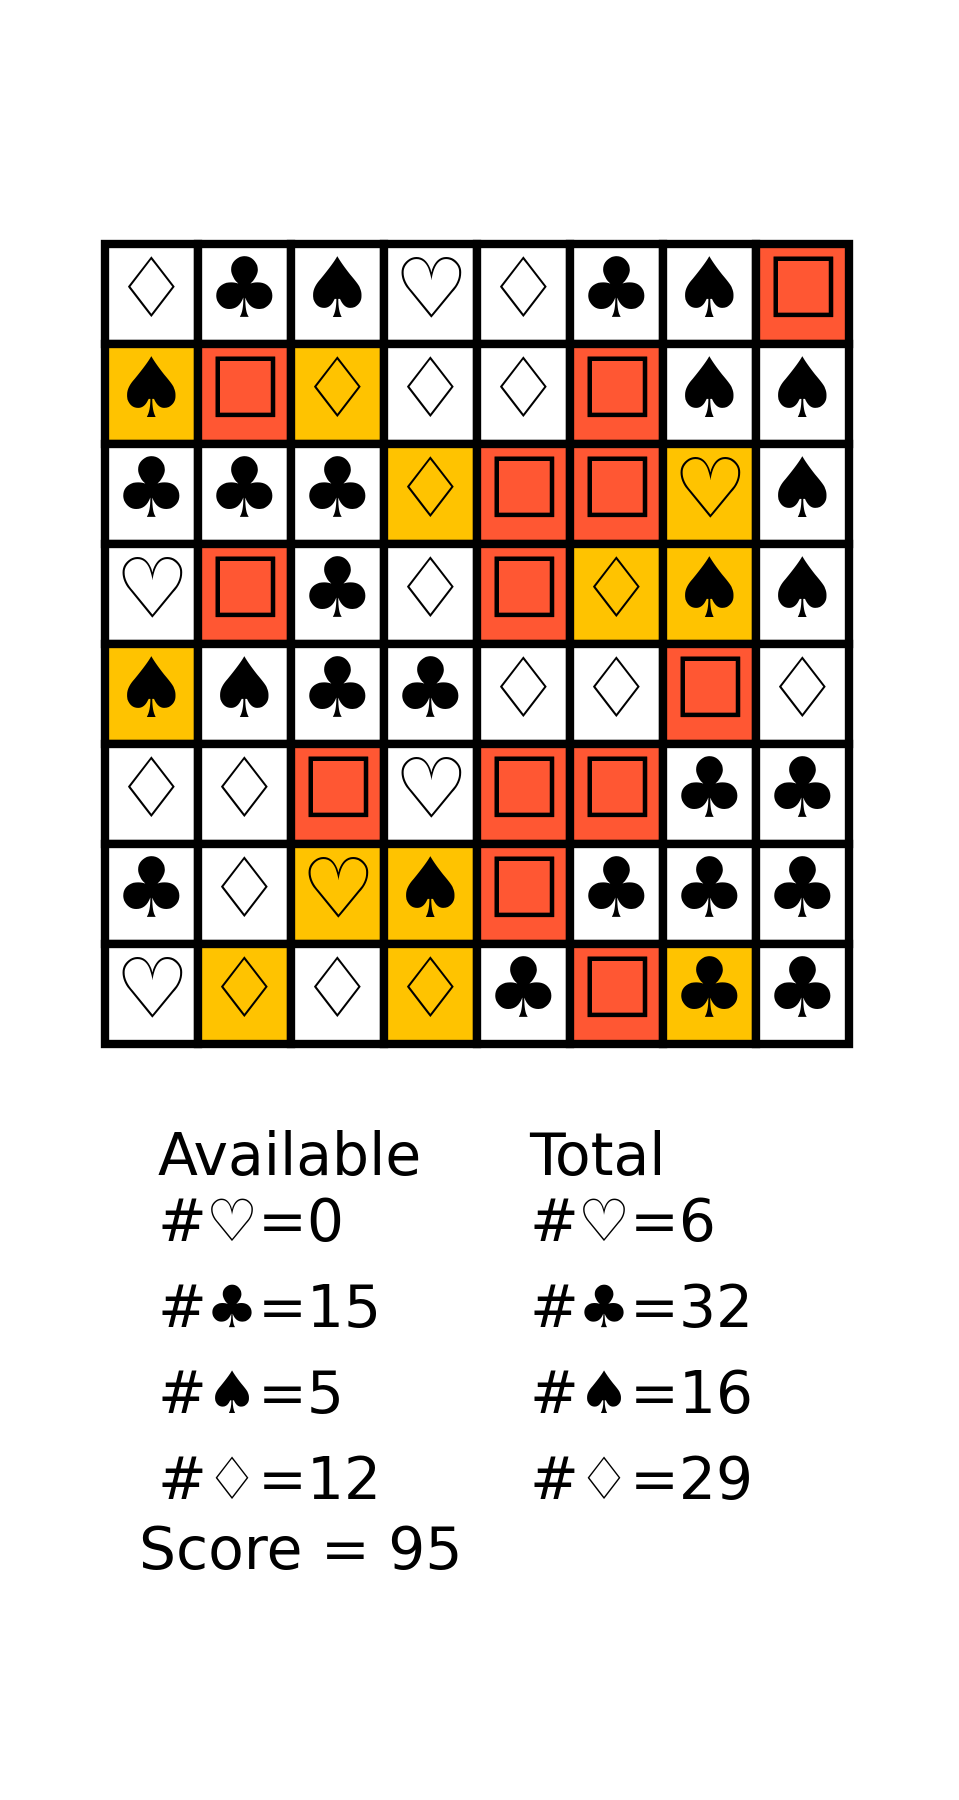 ♢ ♣ ♠ ♡ ♢ ♣ ♠ □
♠ □ ♢ ♢ ♢ □ ♠ ♠
♣ ♣ ♣ ♢ □ □ ♡ ♠
♡ □ ♣ ♢ □ ♢ ♠ ♠
♠ ♠ ♣ ♣ ♢ ♢ □ ♢
♢ ♢ □ ♡ □ □ ♣ ♣
♣ ♢ ♡ ♠ □ ♣ ♣ ♣
♡ ♢ ♢ ♢ ♣ □ ♣ ♣
Available Total
#♡=0 #♡=6
#♣=15 #♣=32
#♠=5 #♠=16
#♢=12 #♢=29
Score = 95